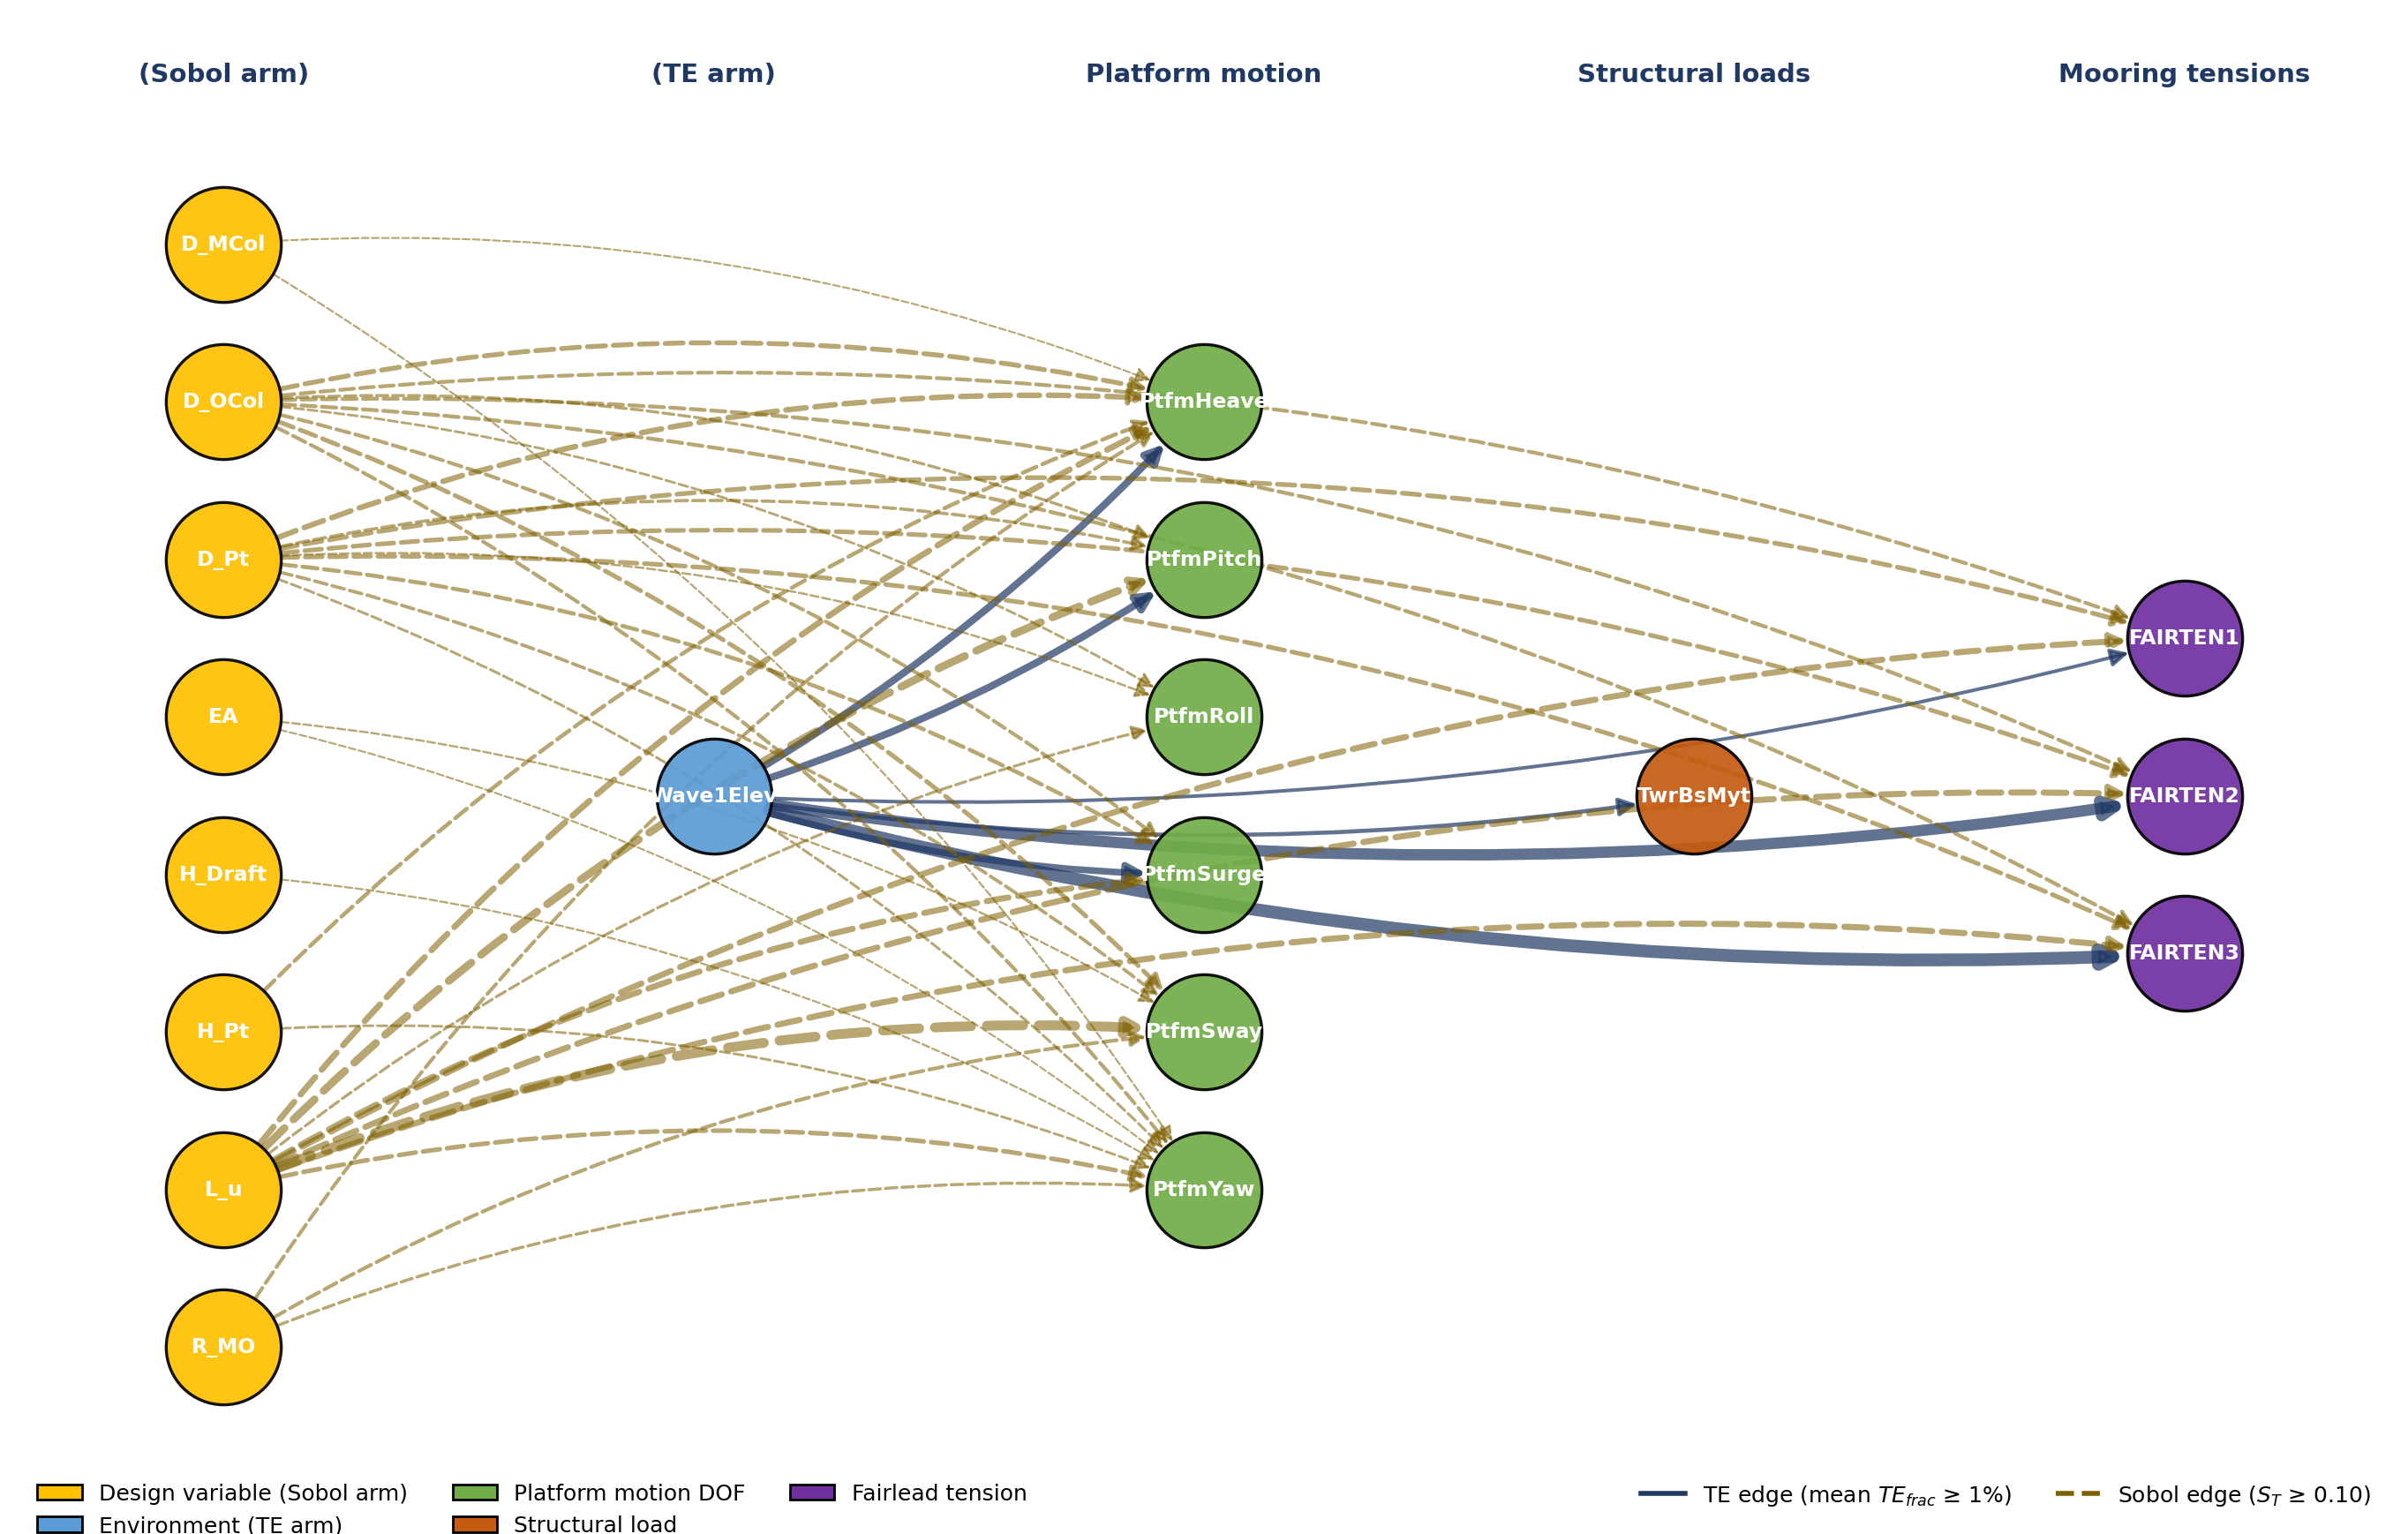 (Sobol arm)
(TE arm)
Platform motion
Structural loads
Mooring tensions
D_MCol
D_OCol
D_Pt
EA
H_Draft
H_Pt
L_u
R_MO
Wave1Elev
PtfmHeave
PtfmPitch
PtfmRoll
PtfmSurge
PtfmSway
PtfmYaw
TwrBsMyt
FAIRTEN1
FAIRTEN2
FAIRTEN3
Design variable (Sobol arm)
Environment (TE arm)
Platform motion DOF
Structural load
Fairlead tension
TE edge (mean TE_frac ≥ 1%)
Sobol edge (S_T ≥ 0.10)